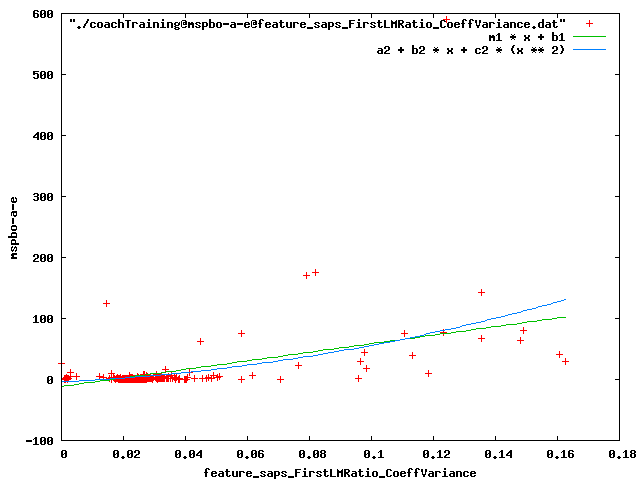 600
500
400
300
200
100
0
-100
mspbo-a-e
"./coachTraining@mspbo-a-e@feature_saps_FirstLMRatio_CoeffVariance.dat"
m1 * x + b1
a2 + b2 * x + c2 * (x ** 2)
0 0.02 0.04 0.06 0.08 0.1 0.12 0.14 0.16 0.18
feature_saps_FirstLMRatio_CoeffVariance